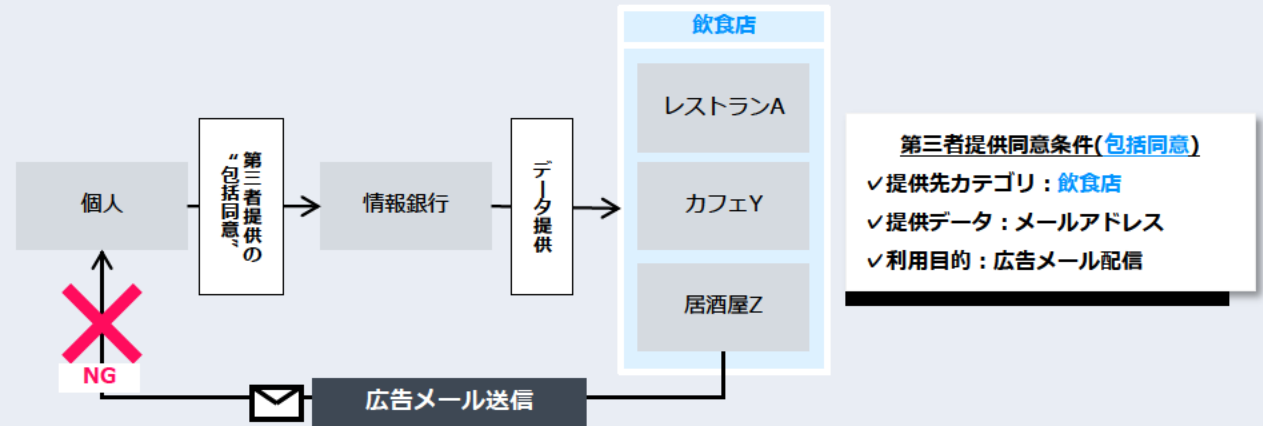 飲食店
レストランA
カフェY
居酒屋Z
個人
第三者提供の
“包括同意”
情報銀行
データ提供
第三者提供同意条件(包括同意)
✓提供先カテゴリ：飲食店
✓提供データ：メールアドレス
✓利用目的：広告メール配信
NG
広告メール送信